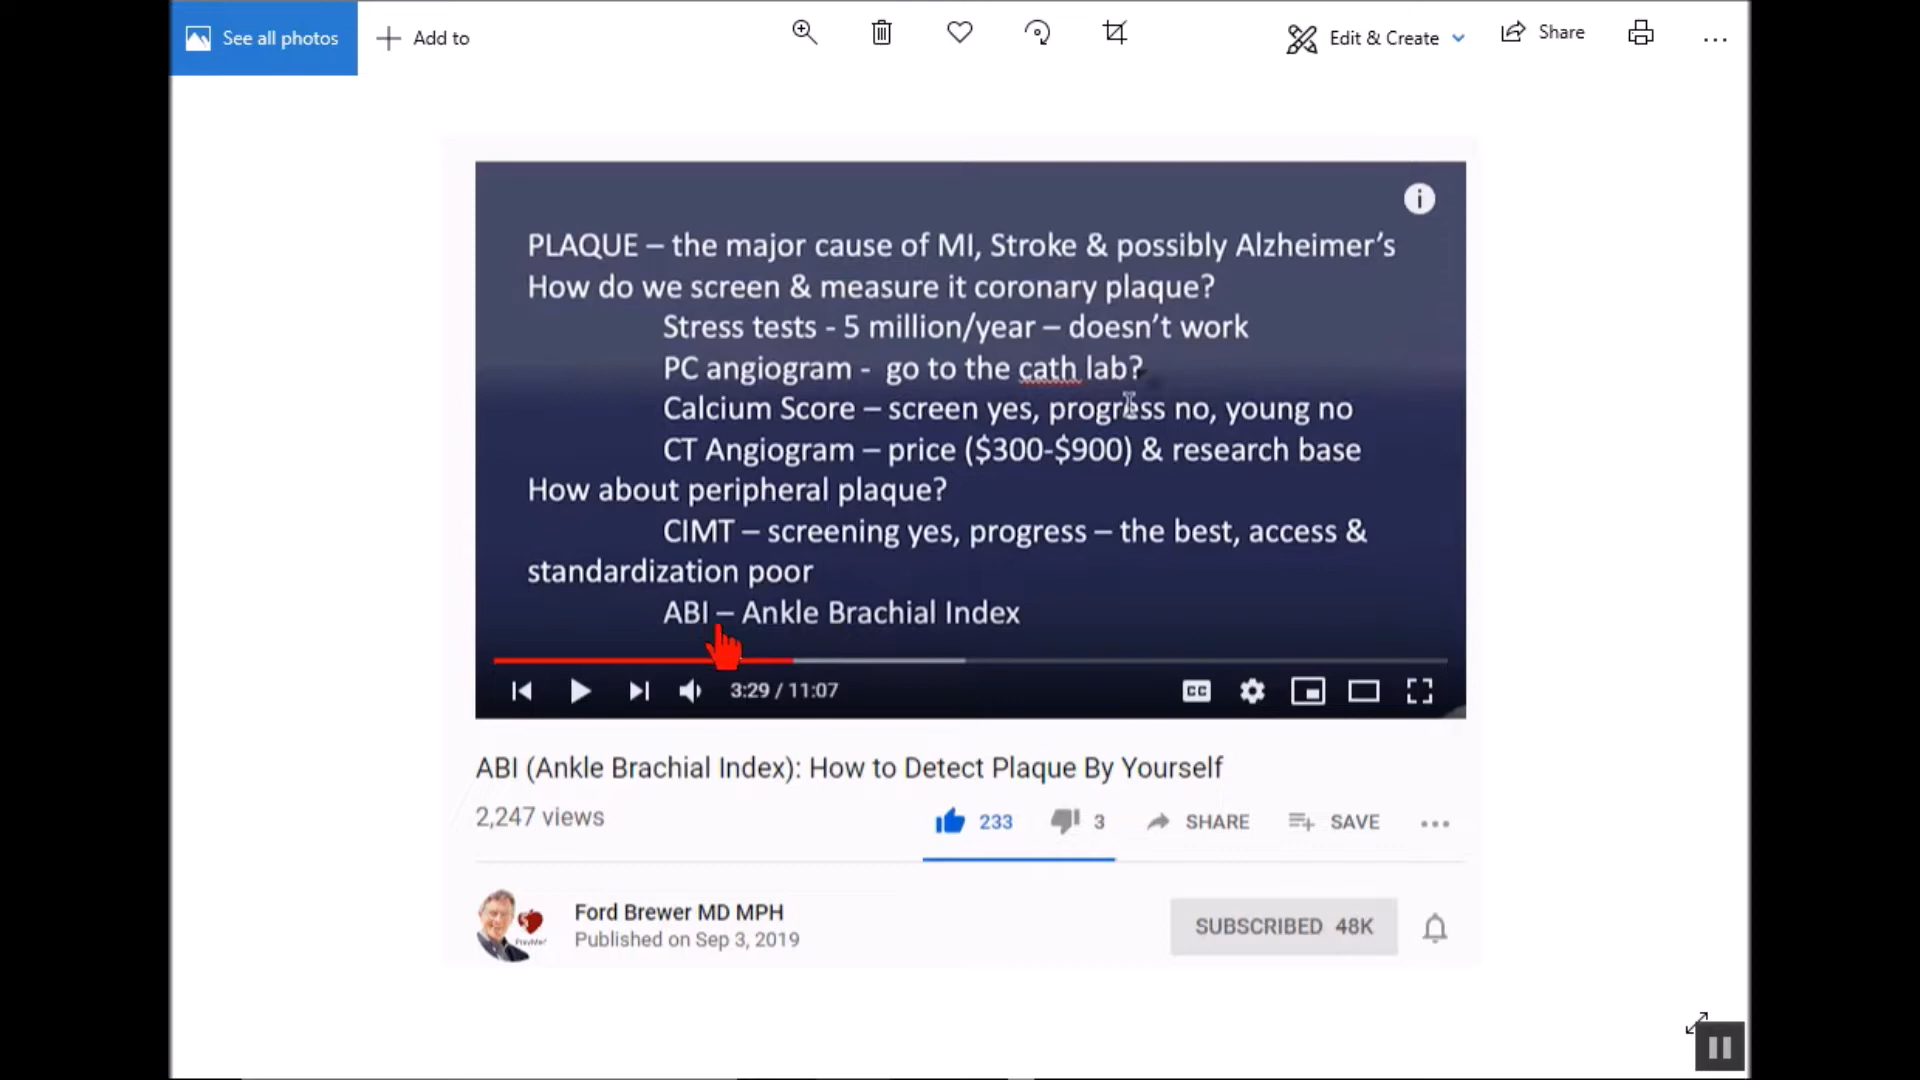 See all photos
Add to
Edit & Create
Share
PLAQUE – the major cause of MI, Stroke & possibly Alzheimer's
How do we screen & measure it coronary plaque?
Stress tests - 5 million/year – doesn't work
PC angiogram -  go to the cath lab?
Calcium Score – screen yes, progress no, young no
CT Angiogram – price ($300-$900) & research base
How about peripheral plaque?
CIMT – screening yes, progress – the best, access &
standardization poor
ABI – Ankle Brachial Index
3:29 / 11:07
CC
ABI (Ankle Brachial Index): How to Detect Plaque By Yourself
2,247 views
233
3
SHARE
SAVE
Ford Brewer MD MPH
Published on Sep 3, 2019
SUBSCRIBED 48K